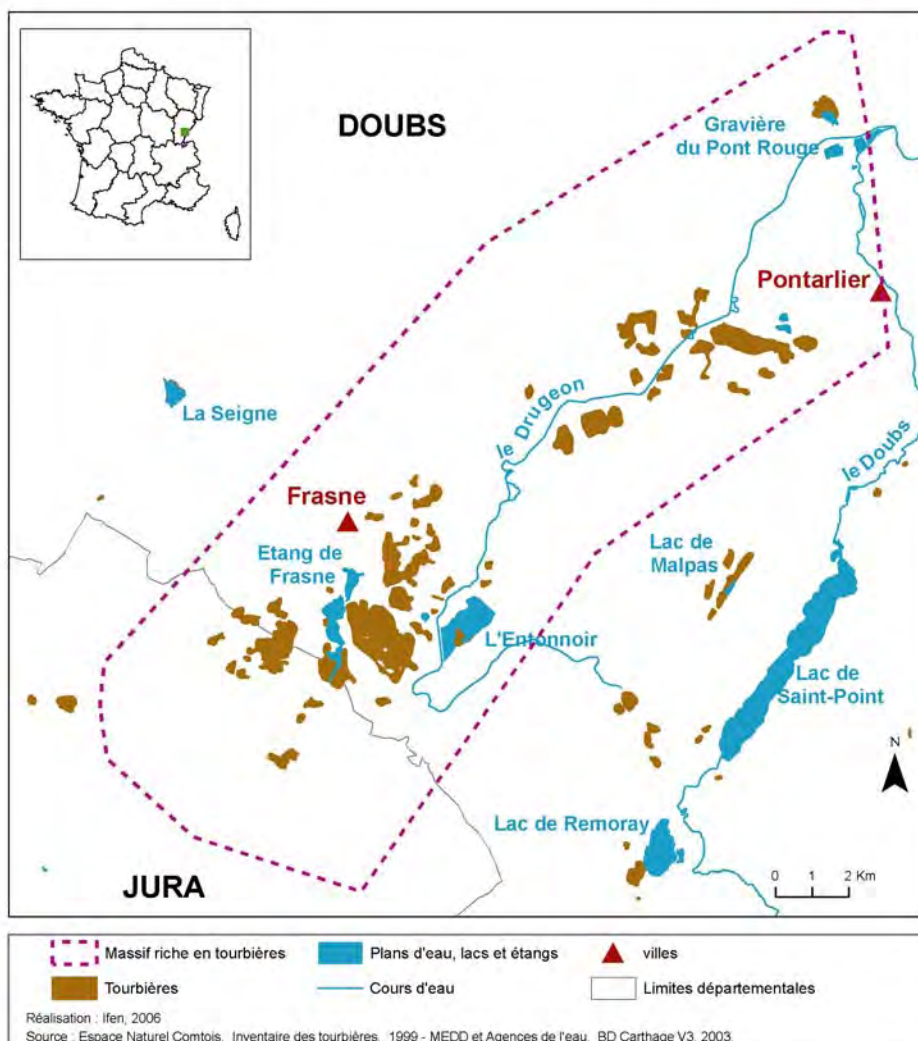 DOUBS
Gravière
du Pont Rouge
Pontarlier
le Drugeon
La Seigne
le Doubs
Frasne
Etang de
Frasne
Lac de
Malpas
L'Entonnoir
Lac de
Saint-Point
N
Lac de Remoray
0 1 2 Km
JURA
Massif riche en tourbières
Plans d'eau, lacs et étangs
villes
Tourbières
Cours d'eau
Limites départementales
Réalisation : Ifen, 2006
Source : Espace Naturel Comtois. Inventaire des tourbières. 1999 - MEDD et Agences de l'eau. BD Carthage V3. 2003